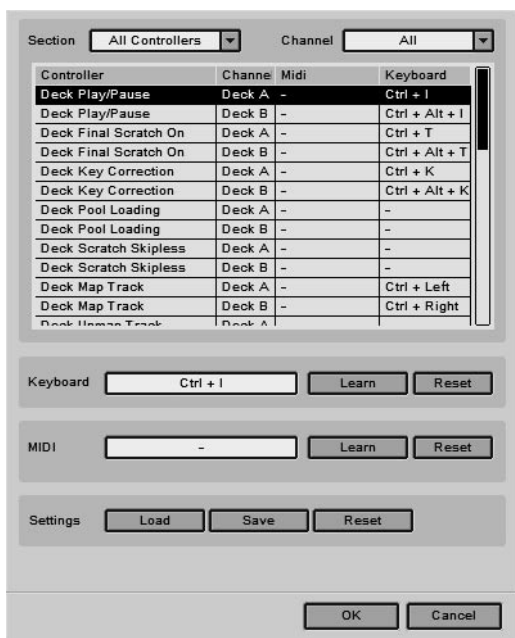 Section All Controllers Channel All
Controller Channe Midi Keyboard
Deck Play/Pause Deck A - Ctrl + I
Deck Play/Pause Deck B - Ctrl + Alt + I
Deck Final Scratch On Deck A - Ctrl + T
Deck Final Scratch On Deck B - Ctrl + Alt + T
Deck Key Correction Deck A - Ctrl + K
Deck Key Correction Deck B - Ctrl + Alt + K
Deck Pool Loading Deck A - -
Deck Pool Loading Deck B - -
Deck Scratch Skipless Deck A - -
Deck Scratch Skipless Deck B - -
Deck Map Track Deck A - Ctrl + Left
Deck Map Track Deck B - Ctrl + Right
Deck Unmap Track Deck A
Keyboard Ctrl + I Learn Reset
MIDI - Learn Reset
Settings Load Save Reset
OK Cancel